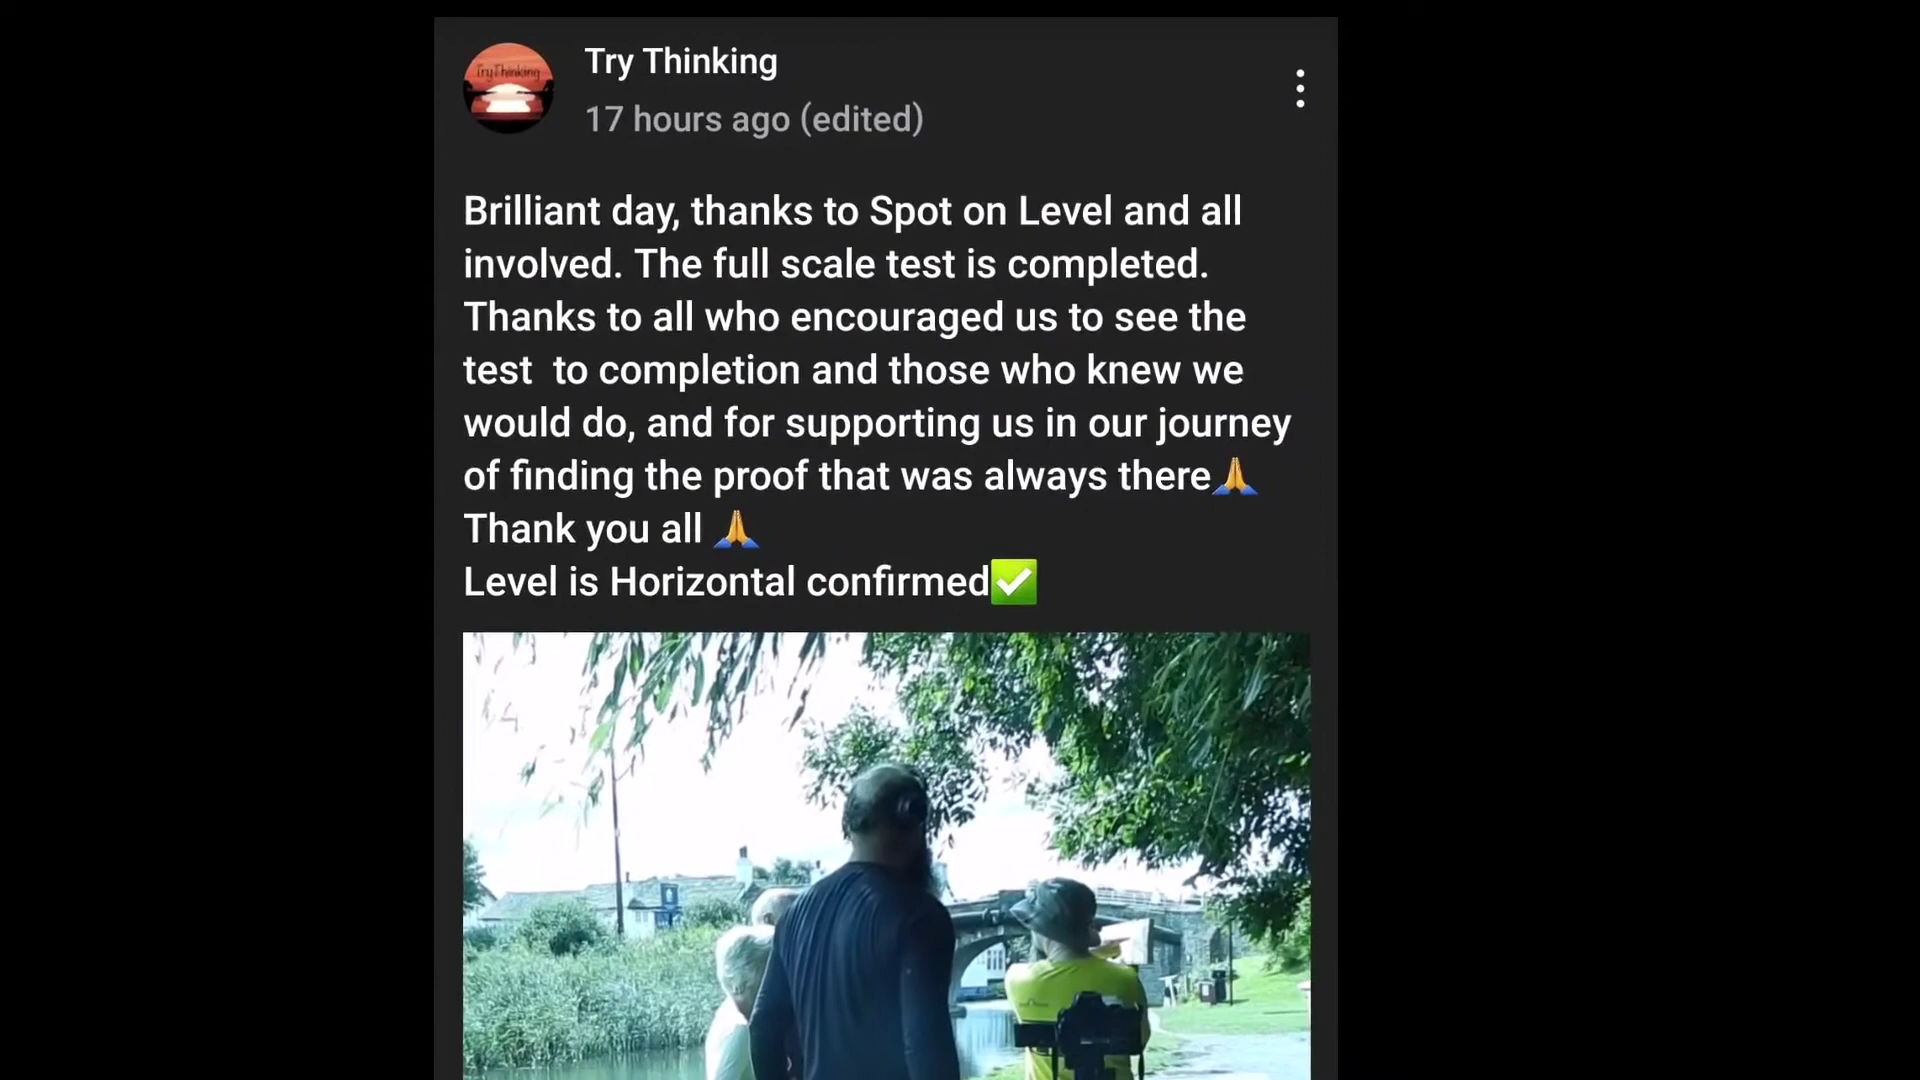 TryThinking
Try Thinking
17 hours ago (edited)
Brilliant day, thanks to Spot on Level and all
involved. The full scale test is completed.
Thanks to all who encouraged us to see the
test  to completion and those who knew we
would do, and for supporting us in our journey
of finding the proof that was always there🙏
Thank you all 🙏
Level is Horizontal confirmed✅